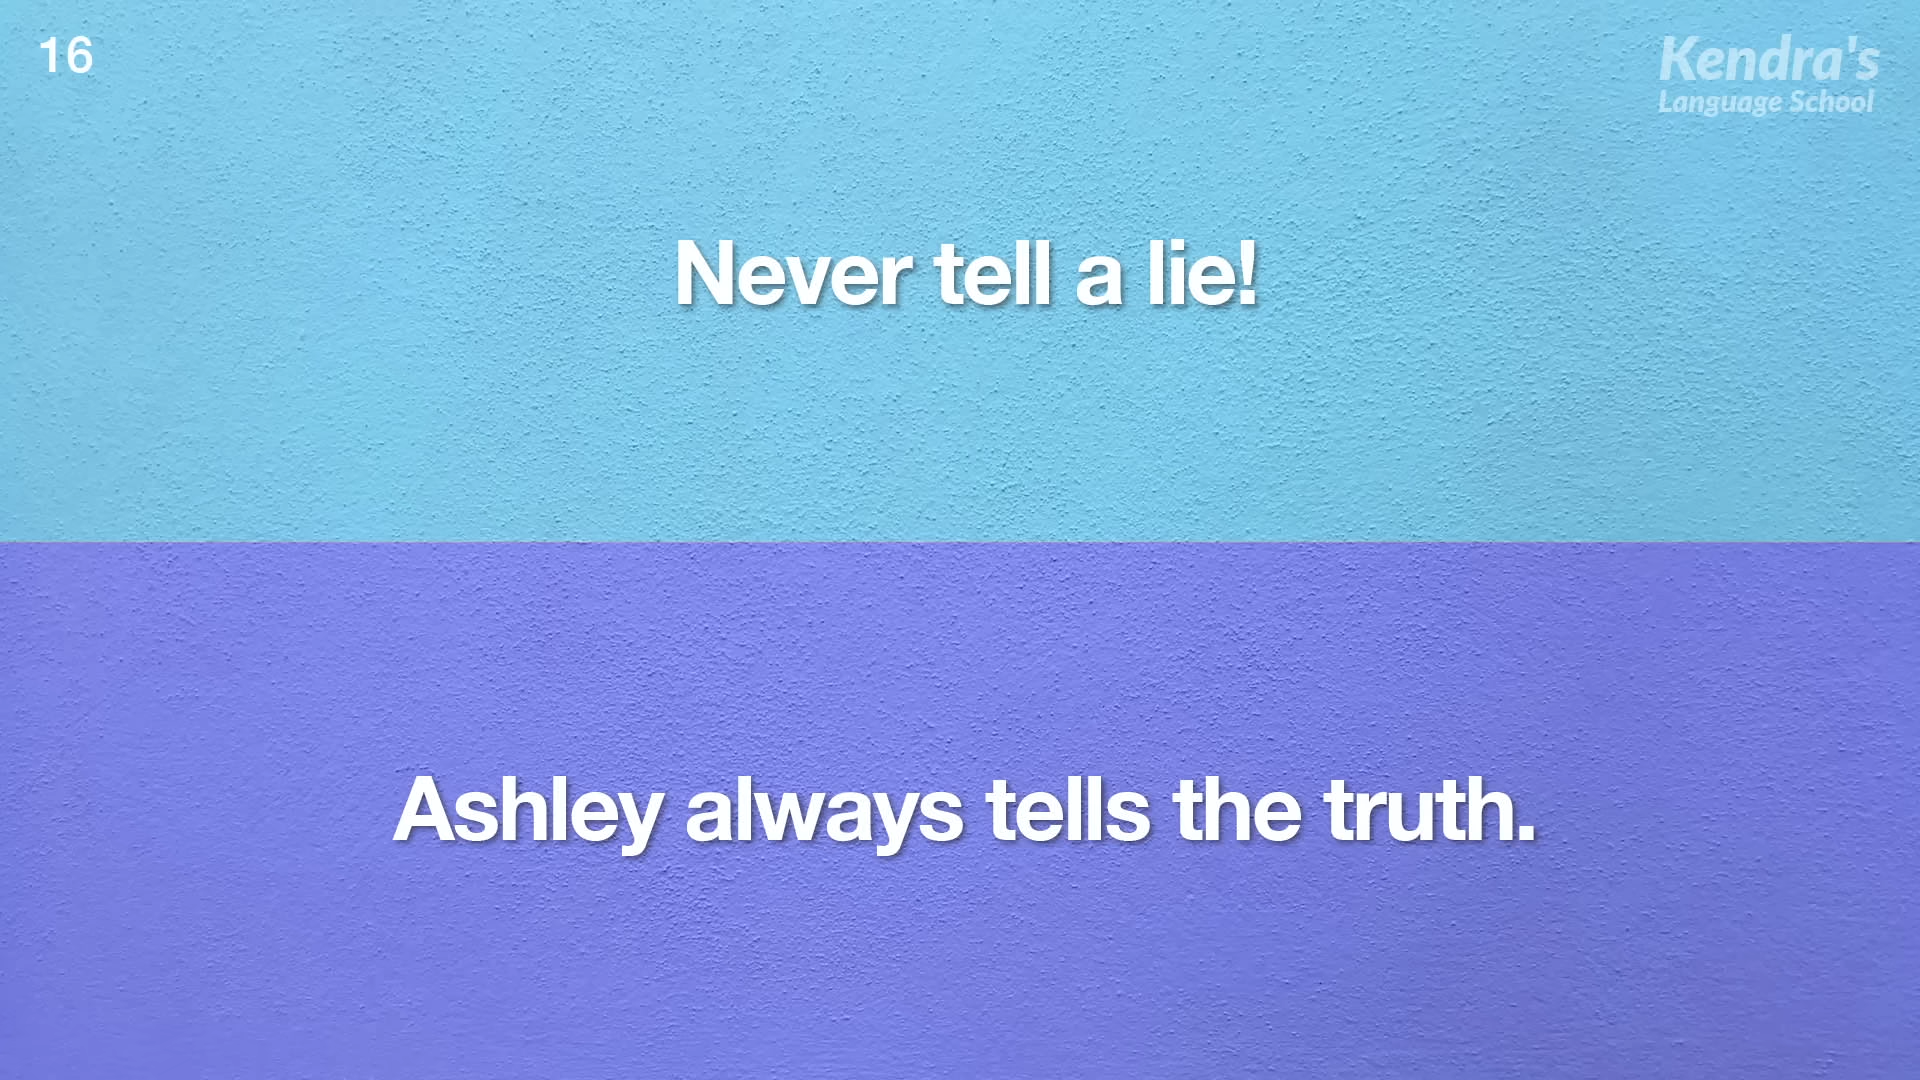 16
Kendra's
Language School
Never tell a lie!
Ashley always tells the truth.